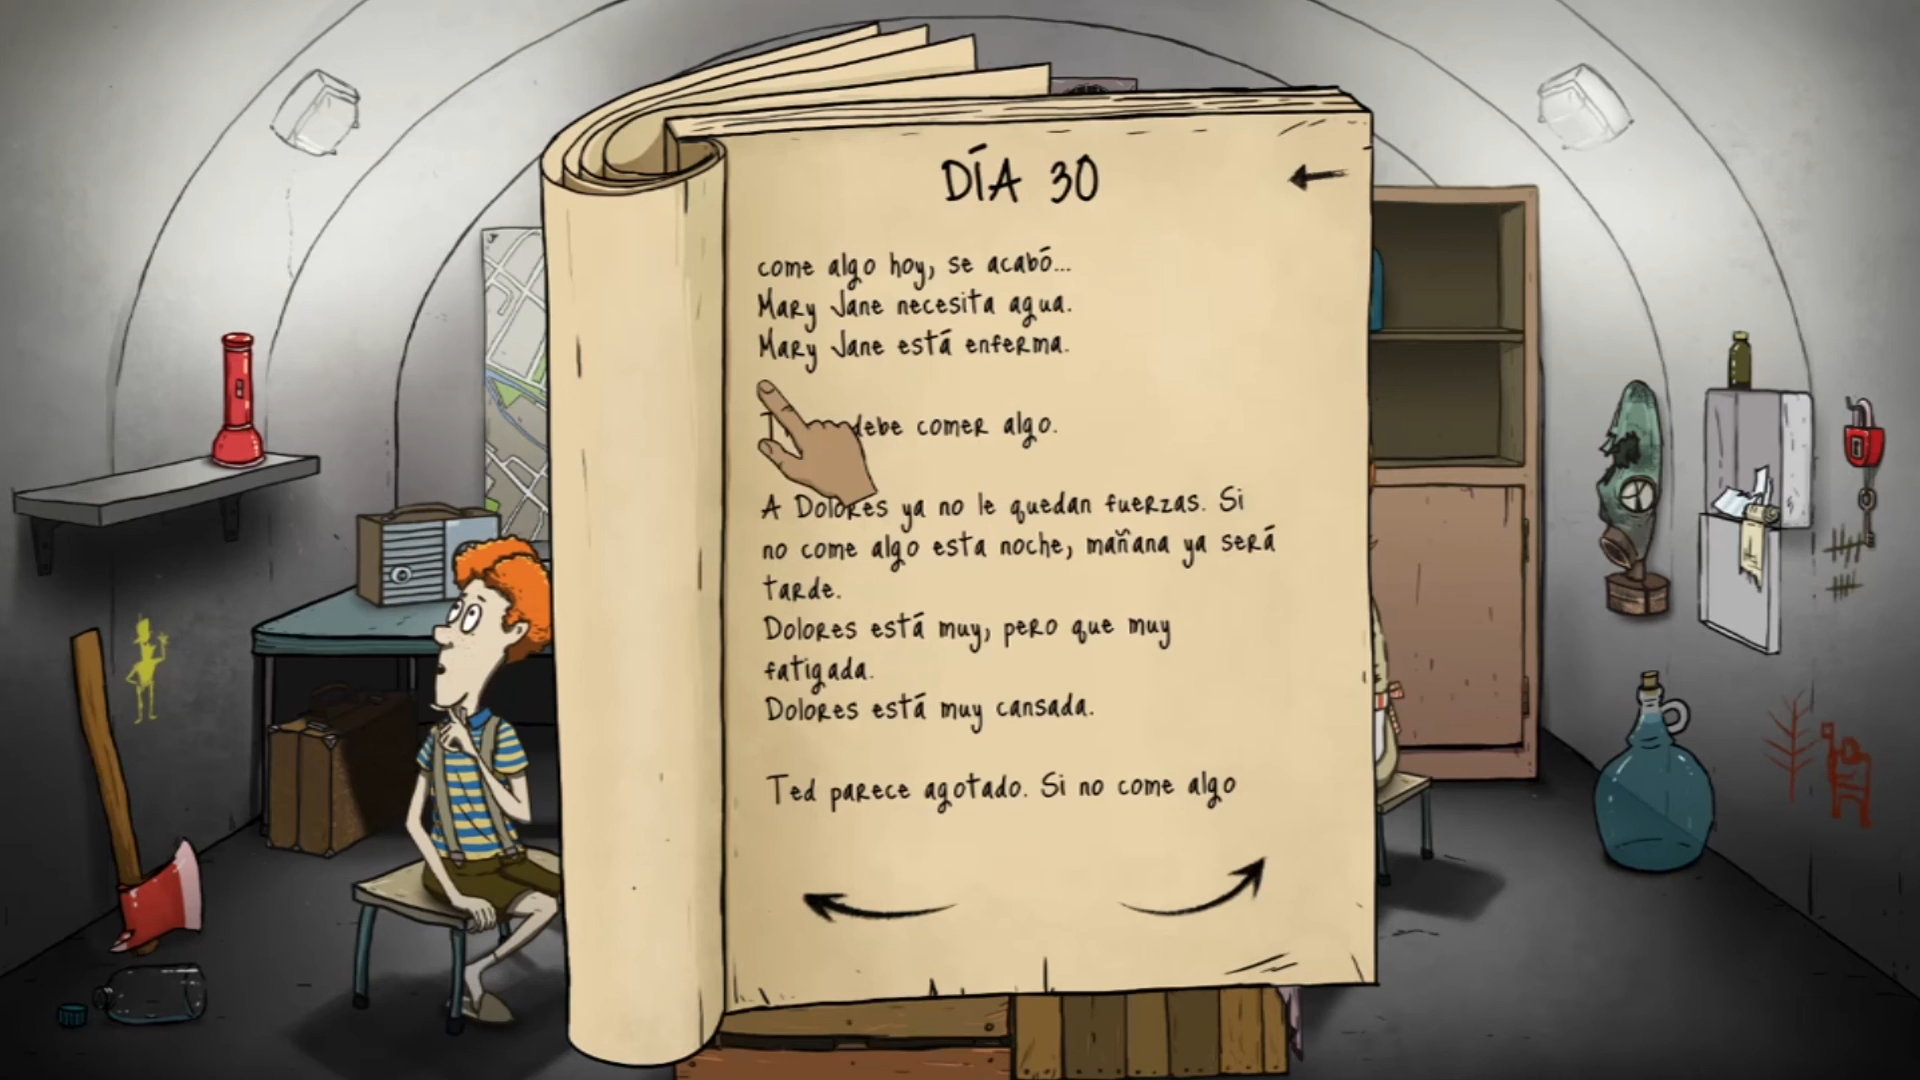 DÍA 30
come algo hoy, se acabó...
Mary Jane necesita agua.
Mary Jane está enferma.
debe comer algo.
A Dolores ya no le quedan fuerzas. Si
no come algo esta noche, mañana ya será
tarde.
Dolores está muy, pero que muy
fatigada.
Dolores está muy cansada.
Ted parece agotado. Si no come algo